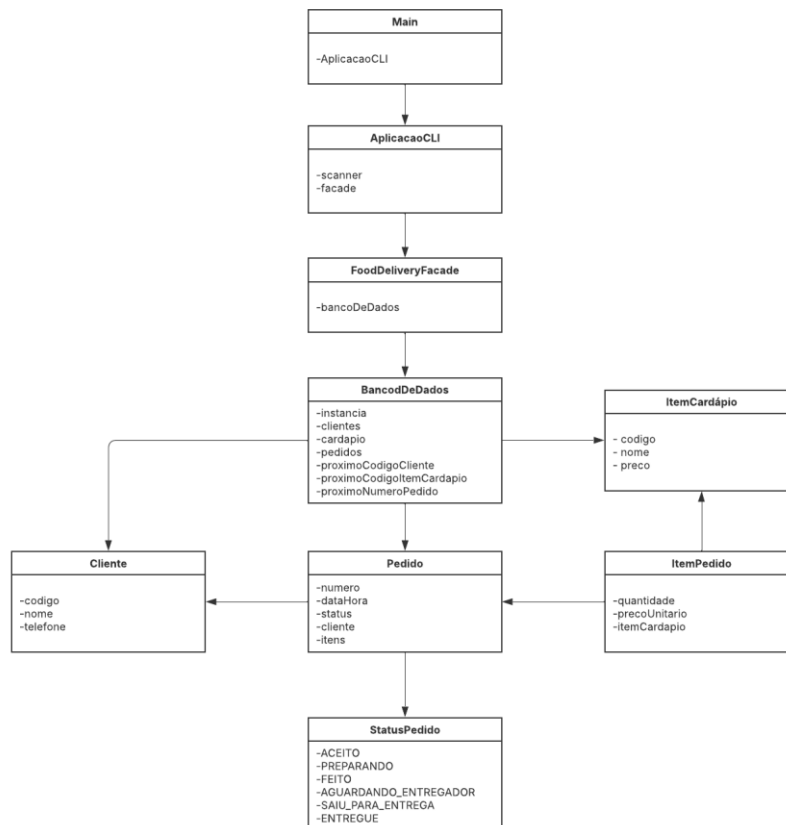 Main
-AplicacaoCLI
AplicacaoCLI
-scanner
-facade
FoodDeliveryFacade
-bancoDeDados
BancodDeDados
-instancia
-clientes
-cardapio
-pedidos
-proximoCodigoCliente
-proximoCodigoItemCardapio
-proximoNumeroPedido
ItemCardápio
- codigo
- nome
- preco
Cliente
-codigo
-nome
-telefone
Pedido
-numero
-dataHora
-status
-cliente
-itens
ItemPedido
-quantidade
-precoUnitario
-itemCardapio
StatusPedido
-ACEITO
-PREPARANDO
-FEITO
-AGUARDANDO_ENTREGADOR
-SAIU_PARA_ENTREGA
-ENTREGUE